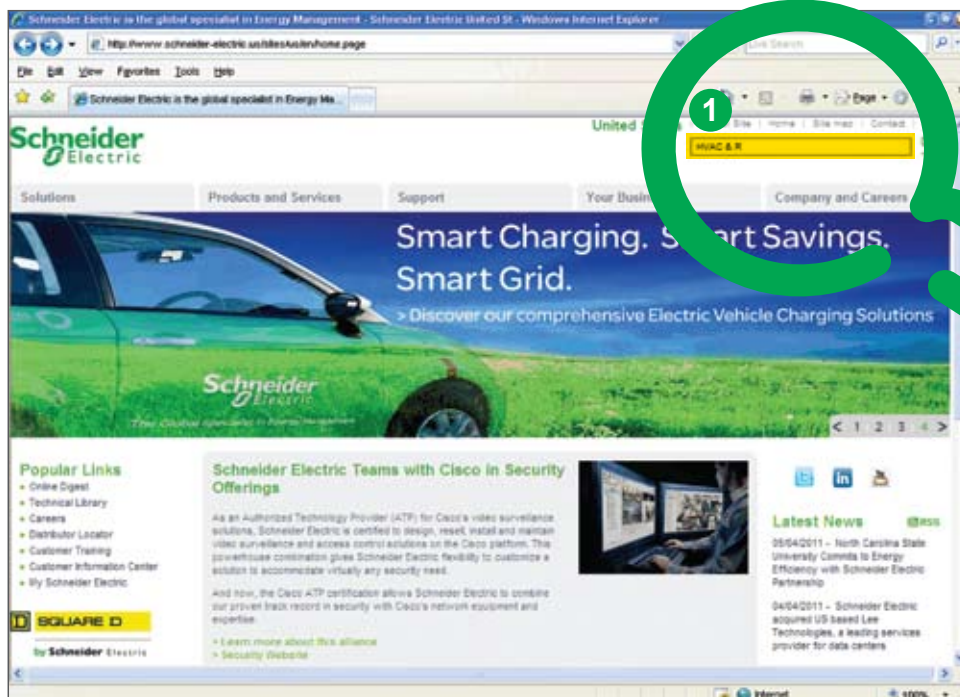 Schneider Electric is the global specialist in Energy Management - Schneider Electric United St - Windows Internet Explorer
http://www.schneider-electric.us/sites/us/en/home.page
Live Search
File Edit View Favorites Tools Help
Schneider Electric is the global specialist in Energy Ma...
Page
1
Schneider
Electric
United
Site | Home | Site map | Contact
HVAC & R
Solutions
Products and Services
Support
Your Busin
Company and Careers
Smart Charging. Smart Savings.
Smart Grid.
> Discover our comprehensive Electric Vehicle Charging Solutions
Schneider
Electric
The Global specialist in Energy Management
< 1 2 3 4 >
Popular Links
Online Digest
Technical Library
Careers
Distributor Locator
Customer Training
Customer Information Center
My Schneider Electric
D SQUARE D
by Schneider Electric
Schneider Electric Teams with Cisco in Security
Offerings
As an Authorized Technology Provider (ATP) for Cisco's video surveillance
solutions, Schneider Electric is certified to design, resell, install and maintain
video surveillance and access control solutions on the Cisco platform. This
powerhouse combination gives Schneider Electric flexibility to customize a
solution to accommodate virtually any security need.
And now, the Cisco ATP certification allows Schneider Electric to combine
our proven track record in security with Cisco's network equipment and
expertise.
> Learn more about this alliance
> Security Website
in
Latest News
RSS
05/04/2011 - North Carolina State
University Commits to Energy
Efficiency with Schneider Electric
Partnership
04/04/2011 - Schneider Electric
acquired US based Lee
Technologies, a leading services
provider for data centers
Internet
100%